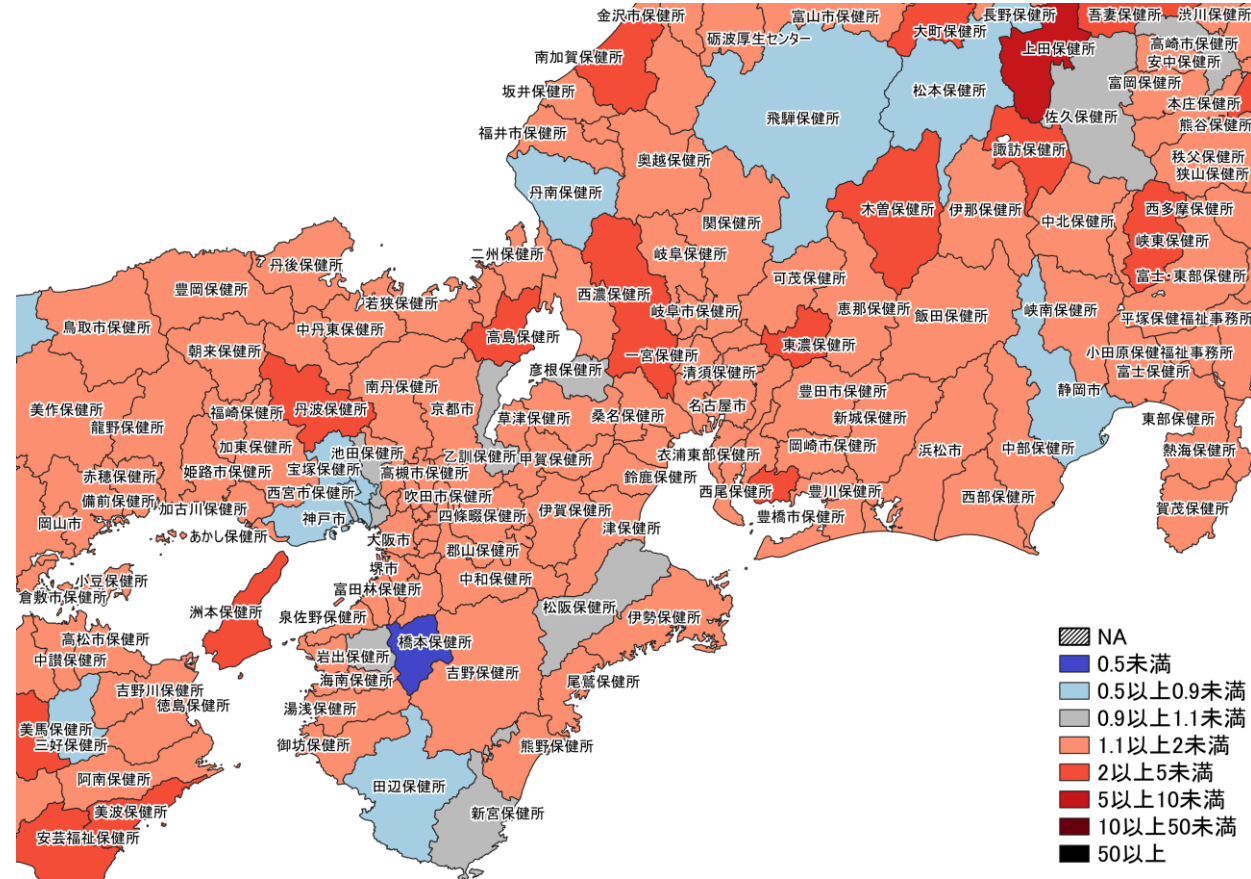 金沢市保健所
富山市保健所
大町保健所
長野保健所
吾妻保健所
渋川保健所
砺波厚生センター
南加賀保健所
上田保健所
高崎市保健所
安中保健所
坂井保健所
松本保健所
富岡保健所
飛騨保健所
本庄保健所
佐久保健所
熊谷保健所
福井市保健所
諏訪保健所
奥越保健所
秩父保健所
狭山保健所
丹南保健所
木曽保健所
伊那保健所
西多摩保健所
関保健所
中北保健所
峡東保健所
二州保健所
岐阜保健所
丹後保健所
可茂保健所
富士・東部保健所
豊岡保健所
西濃保健所
若狭保健所
恵那保健所
岐阜市保健所
飯田保健所
峡南保健所
平塚保健福祉事務所
鳥取市保健所
中丹東保健所
高島保健所
東濃保健所
朝来保健所
一宮保健所
小田原保健福祉事務所
彦根保健所
清須保健所
富士保健所
南丹保健所
豊田市保健所
静岡市
美作保健所
福崎保健所
丹波保健所
京都市
草津保健所
桑名保健所
名古屋市
新城保健所
東部保健所
龍野保健所
加東保健所
池田保健所
乙訓保健所
甲賀保健所
衣浦東部保健所
岡崎市保健所
浜松市
中部保健所
熱海保健所
赤穂保健所
姫路市保健所
宝塚保健所
高槻市保健所
鈴鹿保健所
備前保健所
西宮市保健所
吹田市保健所
西尾保健所
豊川保健所
西部保健所
賀茂保健所
加古川保健所
神戸市
四條畷保健所
伊賀保健所
豊橋市保健所
岡山市
あかし保健所
大阪市
津保健所
郡山保健所
堺市
小豆保健所
中和保健所
倉敷市保健所
富田林保健所
洲本保健所
松阪保健所
泉佐野保健所
伊勢保健所
高松市保健所
橋本保健所
中讃保健所
岩出保健所
吉野保健所
海南保健所
尾鷲保健所
吉野川保健所
徳島保健所
湯浅保健所
美馬保健所
三好保健所
御坊保健所
熊野保健所
阿南保健所
田辺保健所
美波保健所
新宮保健所
安芸福祉保健所
NA
0.5未満
0.5以上0.9未満
0.9以上1.1未満
1.1以上2未満
2以上5未満
5以上10未満
10以上50未満
50以上